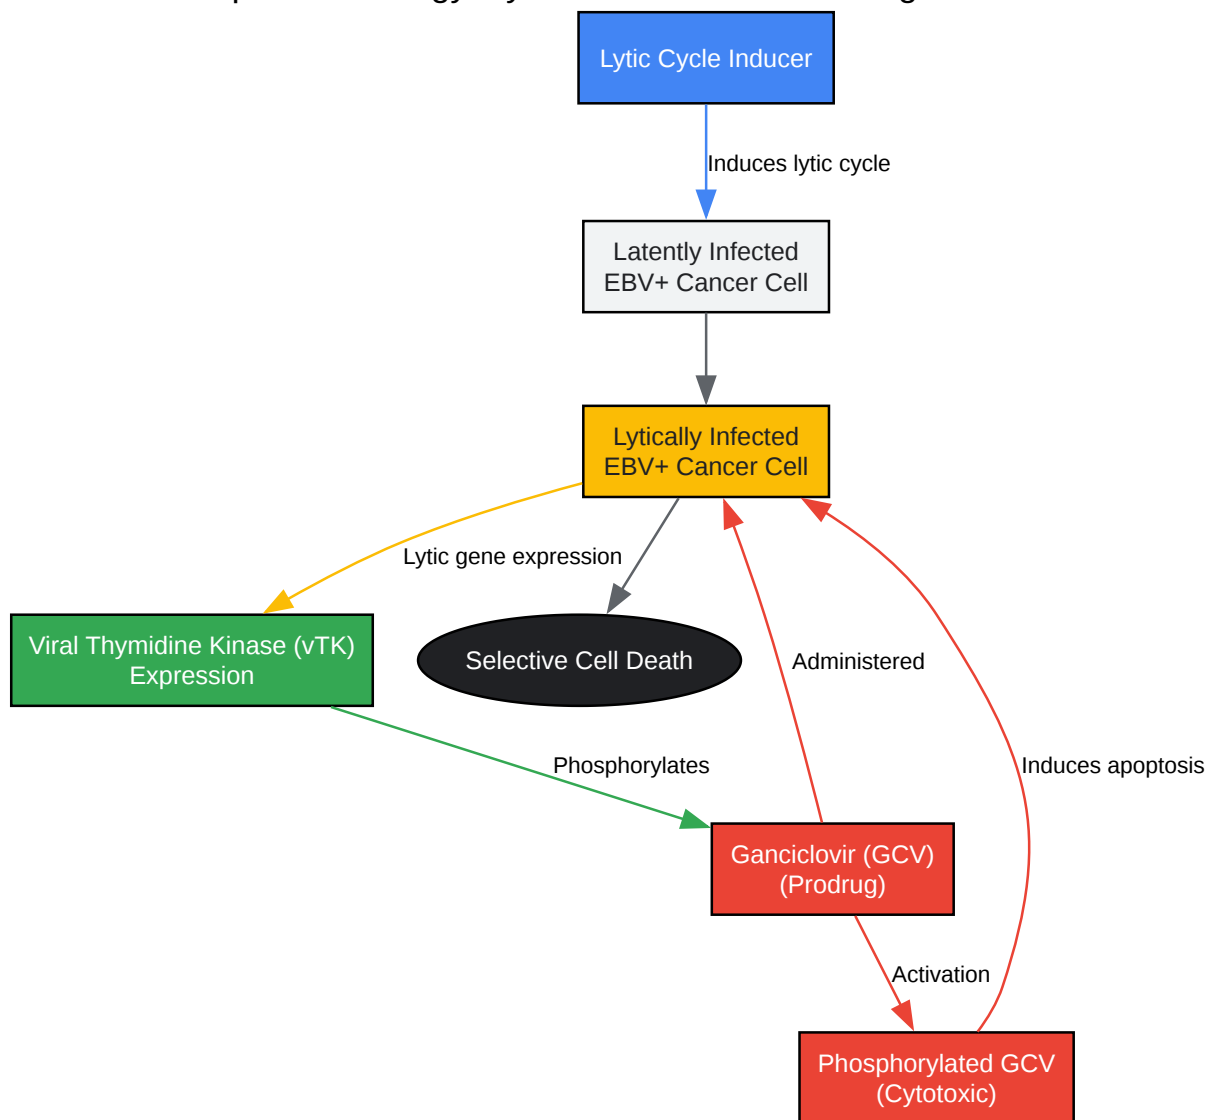 Lytic Cycle Inducer
Induces lytic cycle
Latently Infected
EBV+ Cancer Cell
Lytically Infected
EBV+ Cancer Cell
Lytic gene expression
Viral Thymidine Kinase (vTK)
Expression
Selective Cell Death
Administered
Phosphorylates
Induces apoptosis
Ganciclovir (GCV)
(Prodrug)
Activation
Phosphorylated GCV
(Cytotoxic)